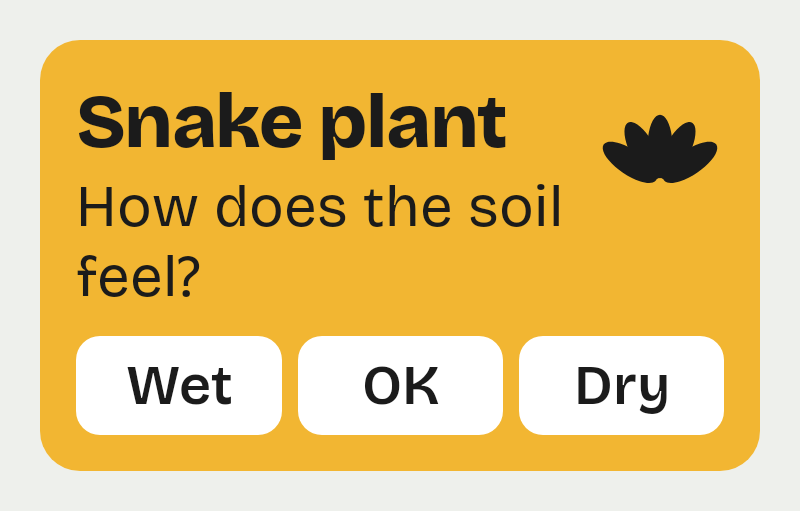 Snake plant
How does the soil
feel?
Wet
OK
Dry